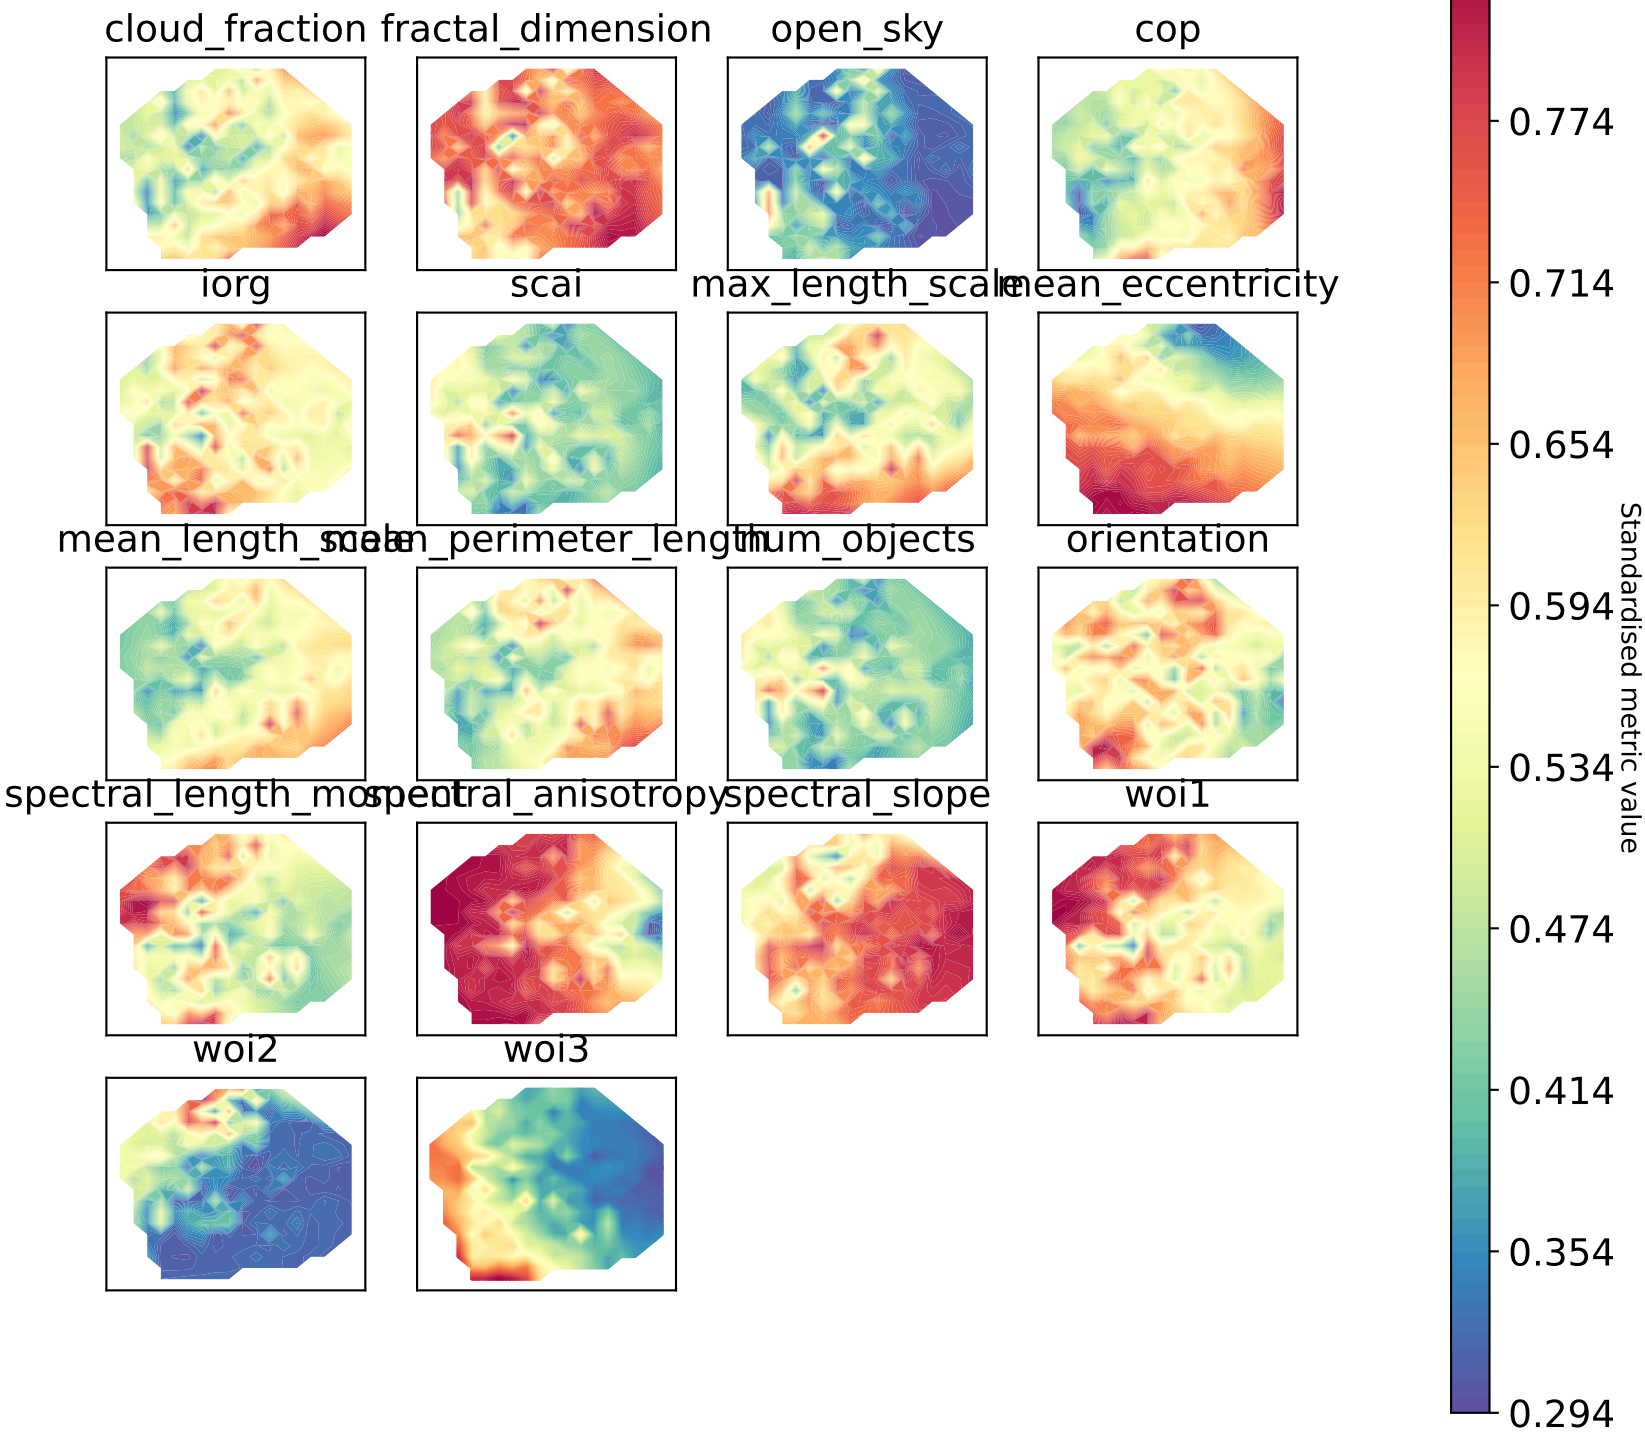 cloud_fraction
fractal_dimension
open_sky
cop
iorg
scai
max_length_scale
mean_eccentricity
mean_length_scale
mean_perimeter_length
num_objects
orientation
spectral_length_moment
spectral_anisotropy
spectral_slope
woi1
woi2
woi3
0.774
0.714
0.654
0.594
0.534
0.474
0.414
0.354
0.294
Standardised metric value